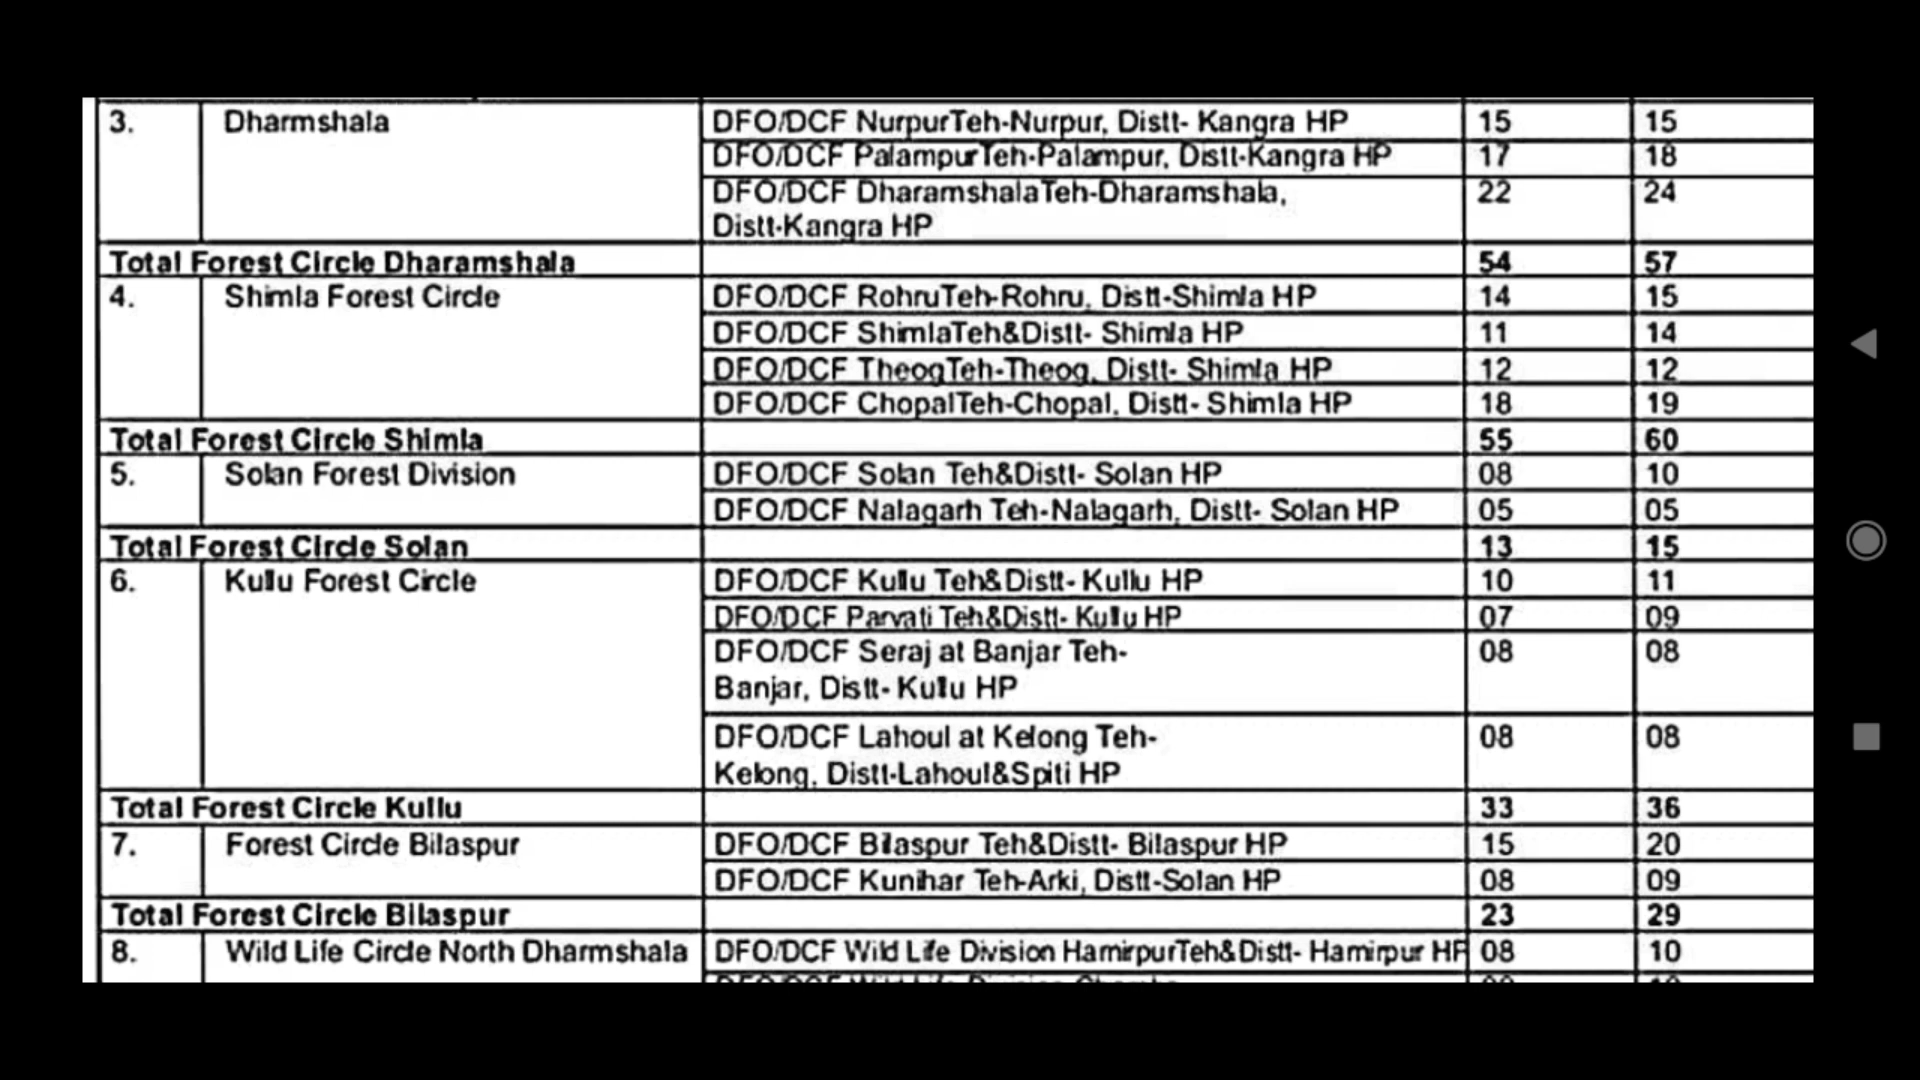 3. Dharmshala DFO/DCF NurpurTeh-Nurpur, Distt- Kangra HP 15 15
DFO/DCF PalampurTeh-Palampur, Distt-Kangra HP 17 18
DFO/DCF DharamshalaTeh-Dharamshala, 22 24
Distt-Kangra HP
Total Forest Circle Dharamshala 54 57
4. Shimla Forest Circle DFO/DCF RohruTeh-Rohru, Distt-Shimla HP 14 15
DFO/DCF ShimlaTeh&Distt- Shimla HP 11 14
DFO/DCF TheogTeh-Theog, Distt- Shimla HP 12 12
DFO/DCF ChopalTeh-Chopal, Distt- Shimla HP 18 19
Total Forest Circle Shimla 55 60
5. Solan Forest Division DFO/DCF Solan Teh&Distt- Solan HP 08 10
DFO/DCF Nalagarh Teh-Nalagarh, Distt- Solan HP 05 05
Total Forest Circle Solan 13 15
6. Kullu Forest Circle DFO/DCF Kullu Teh&Distt- Kullu HP 10 11
DFO/DCF Parvati Teh&Distt- Kullu HP 07 09
DFO/DCF Seraj at Banjar Teh- 08 08
Banjar, Distt- Kullu HP
DFO/DCF Lahoul at Kelong Teh- 08 08
Kelong, Distt-Lahoul&Spiti HP
Total Forest Circle Kullu 33 36
7. Forest Circle Bilaspur DFO/DCF Bilaspur Teh&Distt- Bilaspur HP 15 20
DFO/DCF Kunihar Teh-Arki, Distt-Solan HP 08 09
Total Forest Circle Bilaspur 23 29
8. Wild Life Circle North Dharmshala DFO/DCF Wild Life Division HamirpurTeh&Distt- Hamirpur HP 08 10